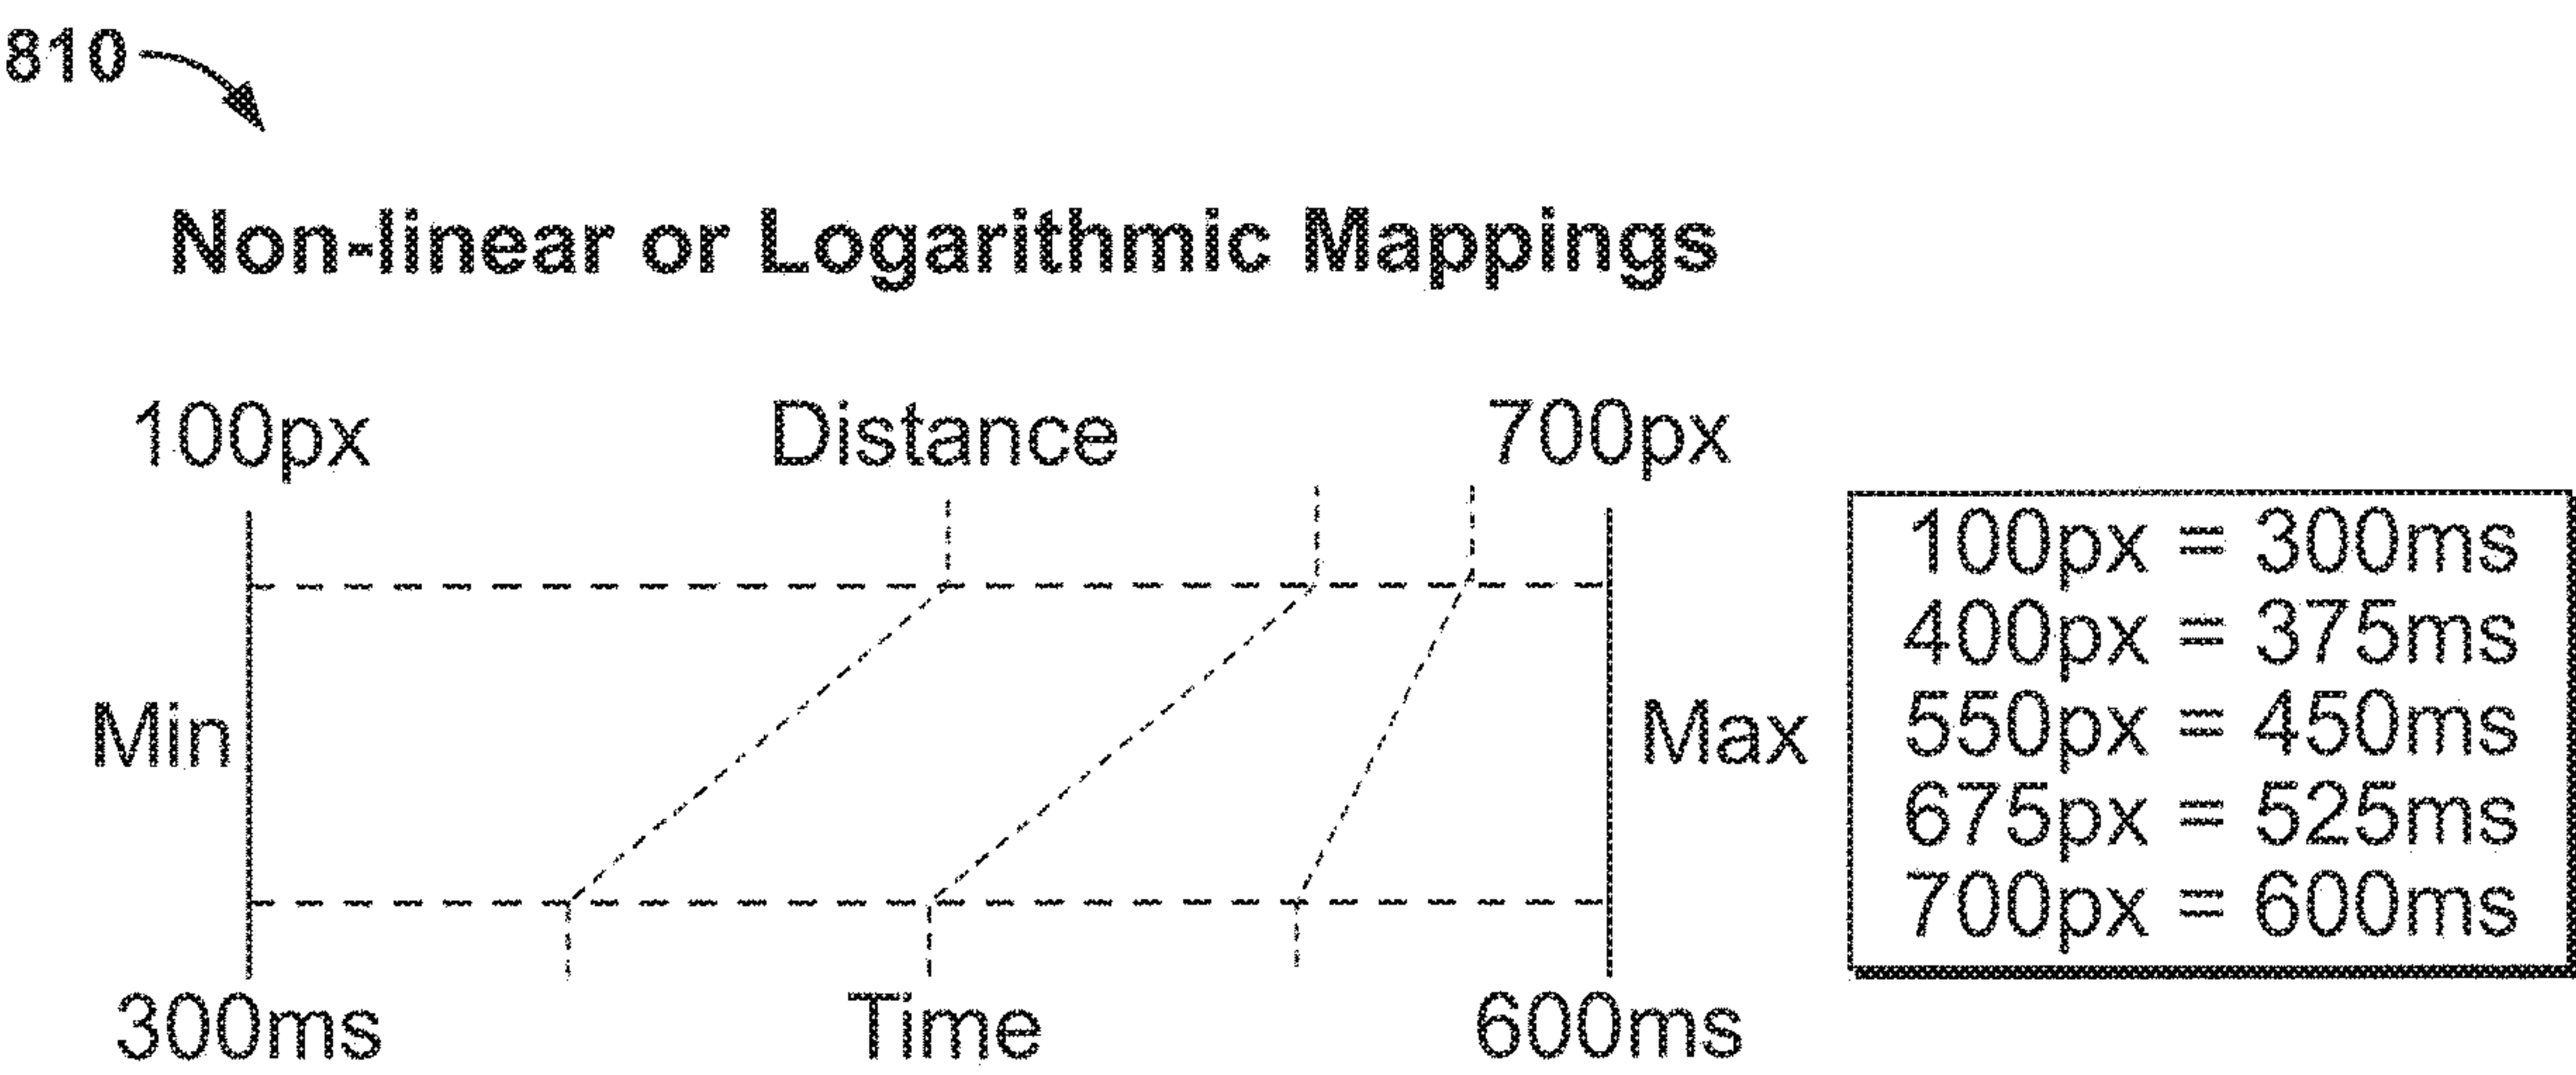 810
Non-linear or Logarithmic Mappings
100px Distance 700px
Min Max
300ms Time 600ms
100px = 300ms
400px = 375ms
550px = 450ms
675px = 525ms
700px = 600ms